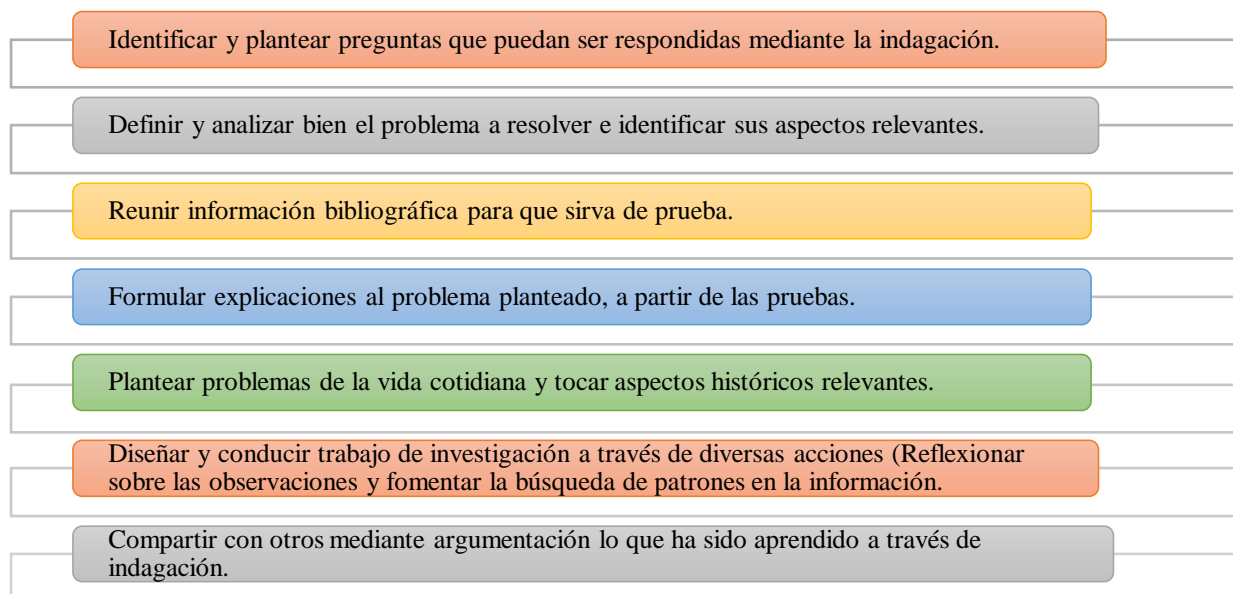 Identificar y plantear preguntas que puedan ser respondidas mediante la indagación.
Definir y analizar bien el problema a resolver e identificar sus aspectos relevantes.
Reunir información bibliográfica para que sirva de prueba.
Formular explicaciones al problema planteado, a partir de las pruebas.
Plantear problemas de la vida cotidiana y tocar aspectos históricos relevantes.
Diseñar y conducir trabajo de investigación a través de diversas acciones (Reflexionar
sobre las observaciones y fomentar la búsqueda de patrones en la información.
Compartir con otros mediante argumentación lo que ha sido aprendido a través de
indagación.